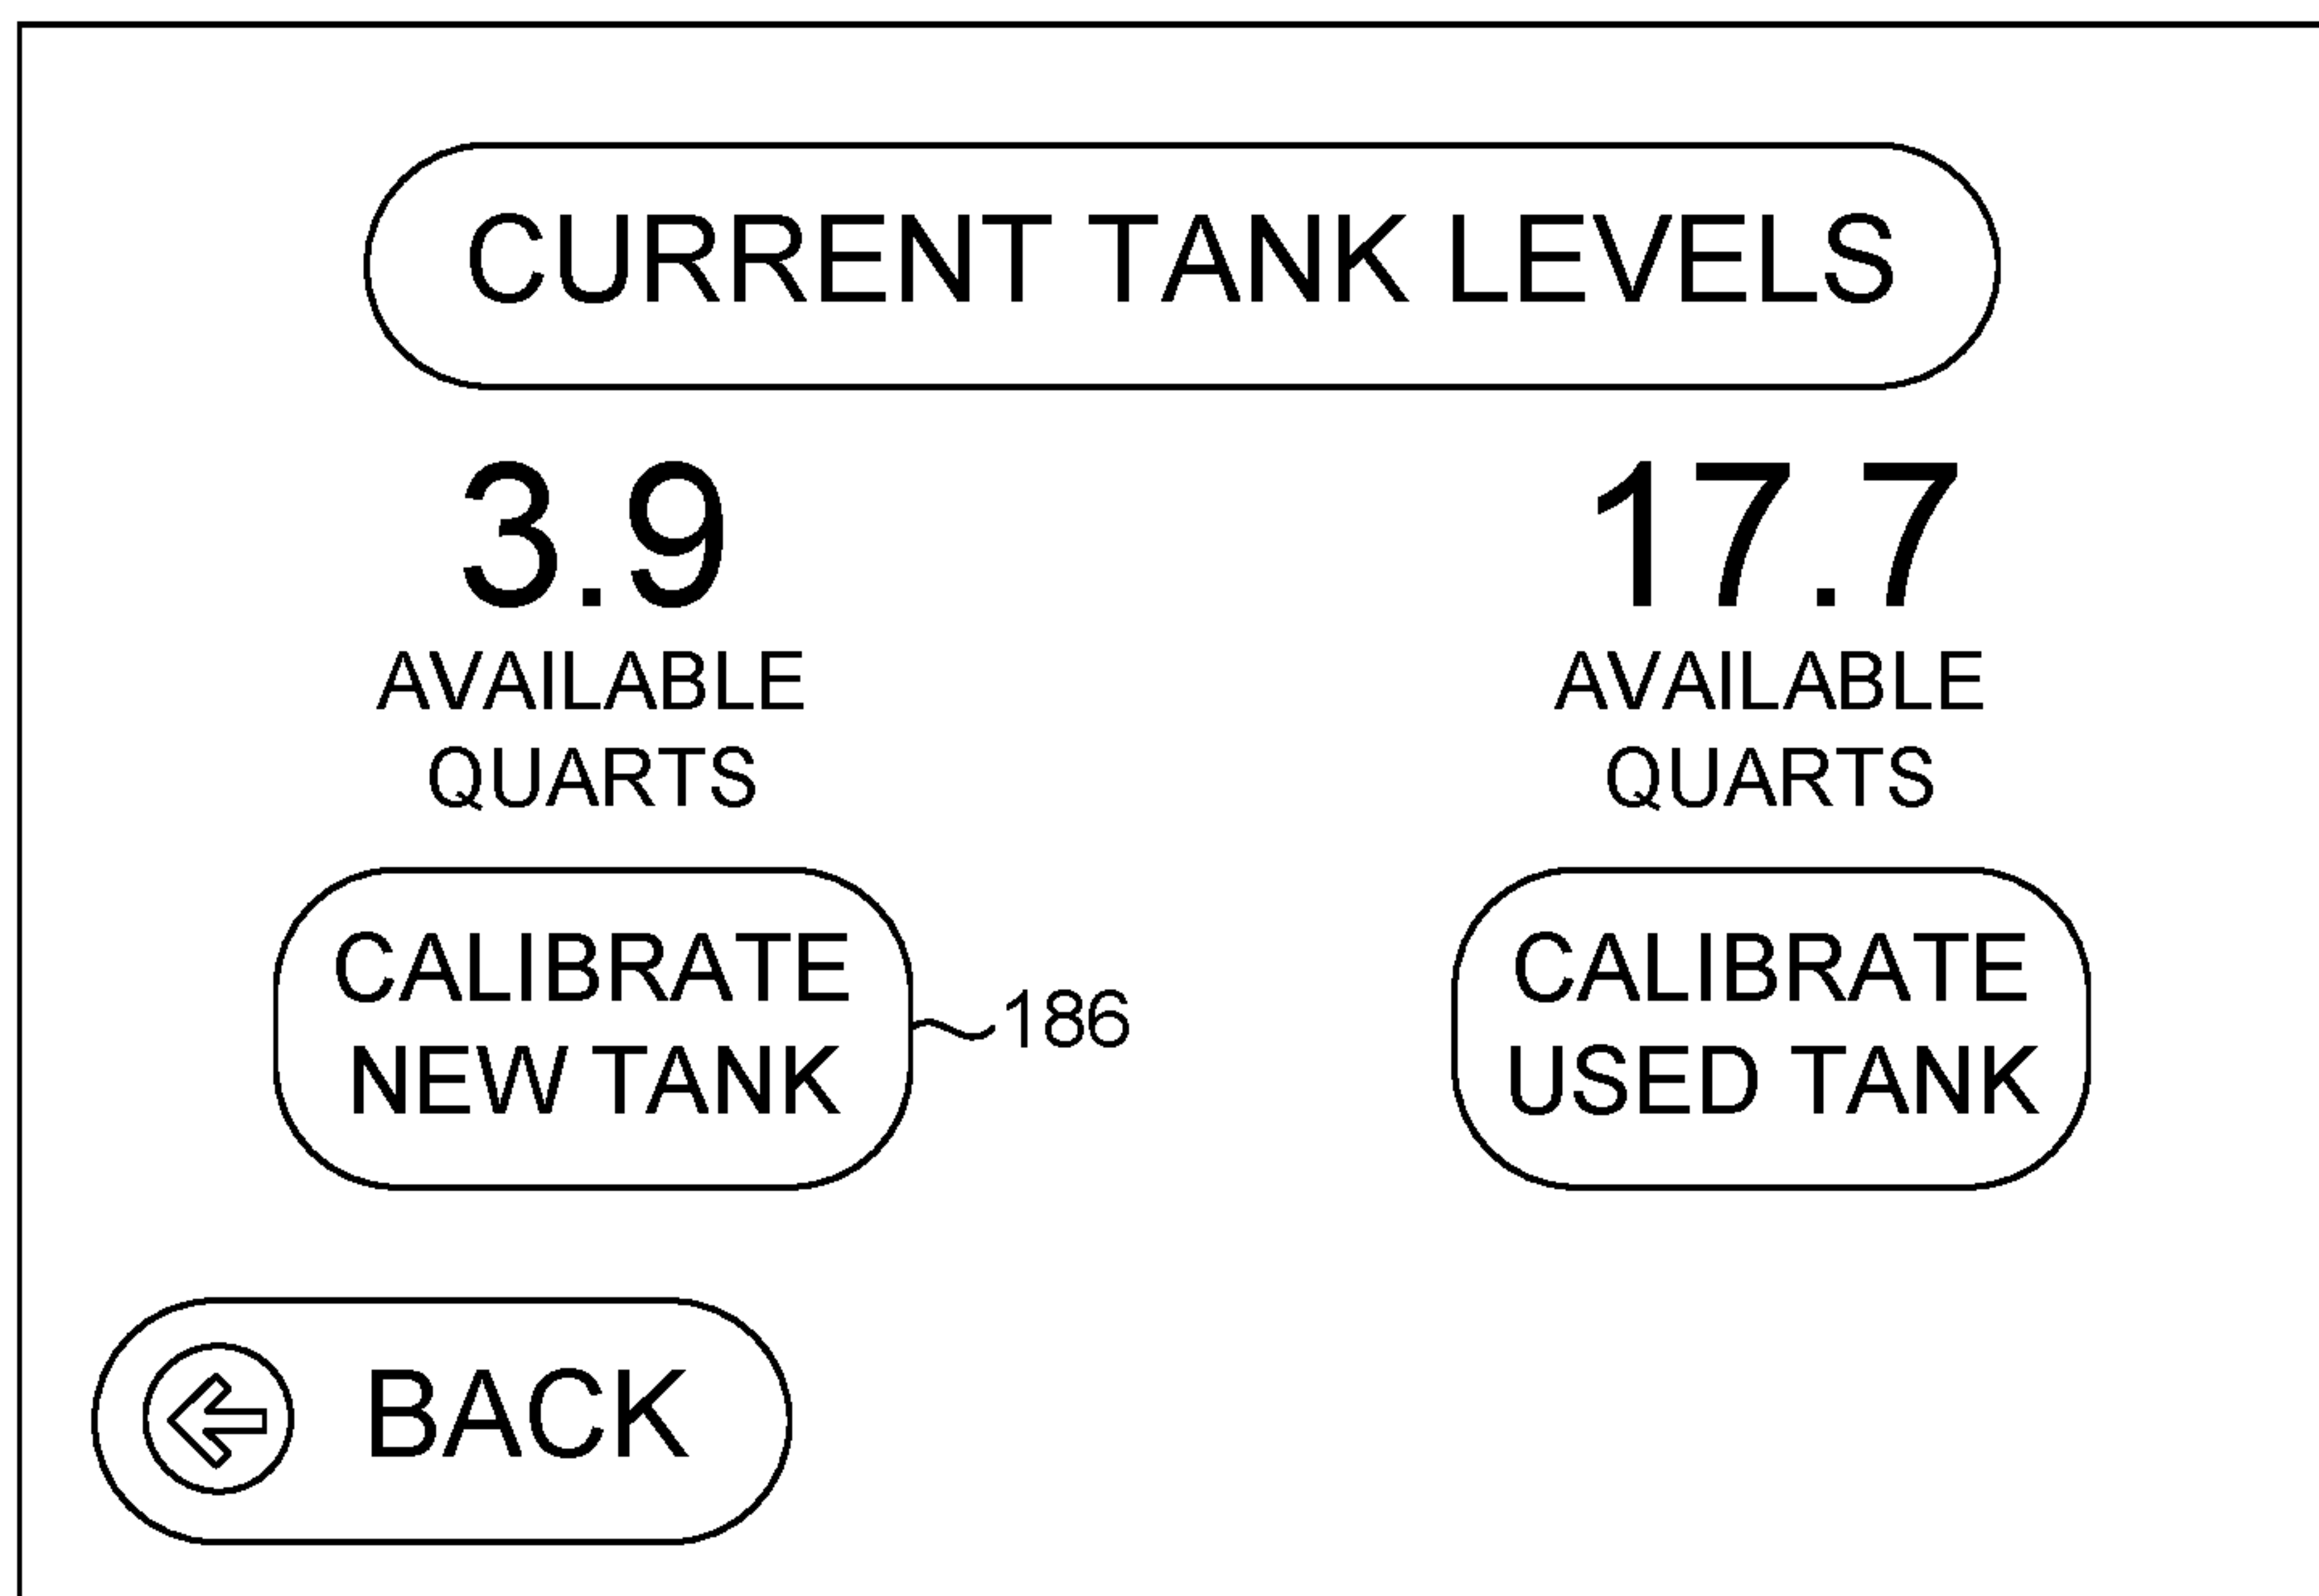 CURRENT TANK LEVELS
3.9
AVAILABLE
QUARTS
CALIBRATE
NEW TANK
186
17.7
AVAILABLE
QUARTS
CALIBRATE
USED TANK
BACK